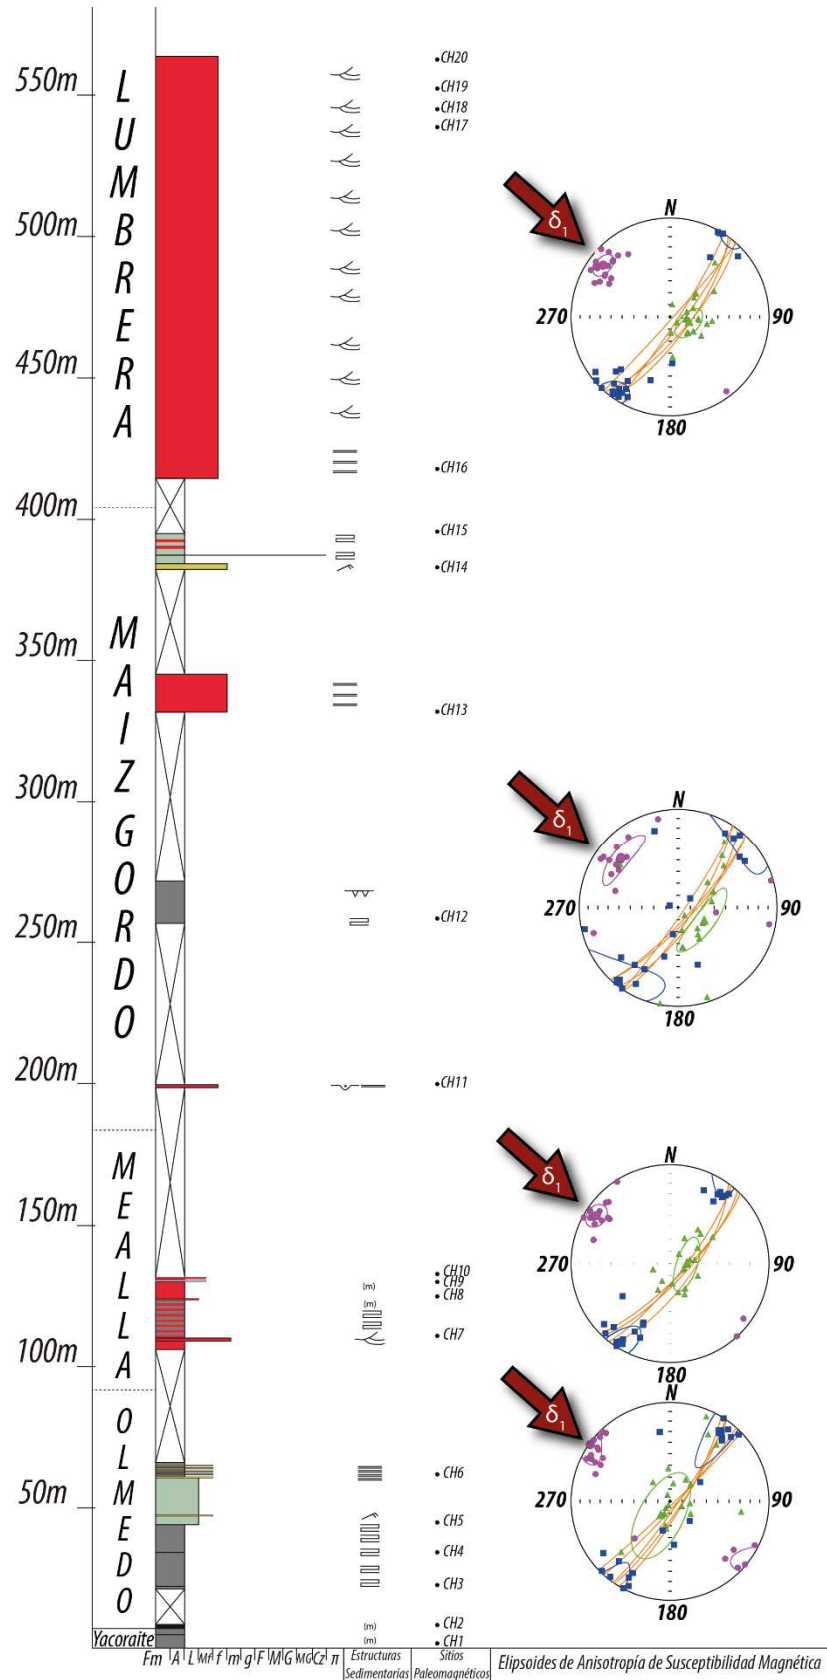 550m
500m
450m
400m
350m
300m
250m
200m
150m
100m
50m
LUMBRERA
MAIZGORDO
MEALLA
OLMEDO
Yacoraite
(m)
(m)
(m)
(m)
CH20
CH19
CH18
CH17
CH16
CH15
CH14
CH13
CH12
CH11
CH10
CH9
CH8
CH7
CH6
CH5
CH4
CH3
CH2
CH1
δ1
N
270
90
180
δ1
N
270
90
180
δ1
N
270
90
180
δ1
N
270
90
180
Fm A L Mf f m g F M G MG Cz π
Estructuras
Sedimentarias
Sitios
Paleomagnéticos
Elipsoides de Anisotropía de Susceptibilidad Magnética